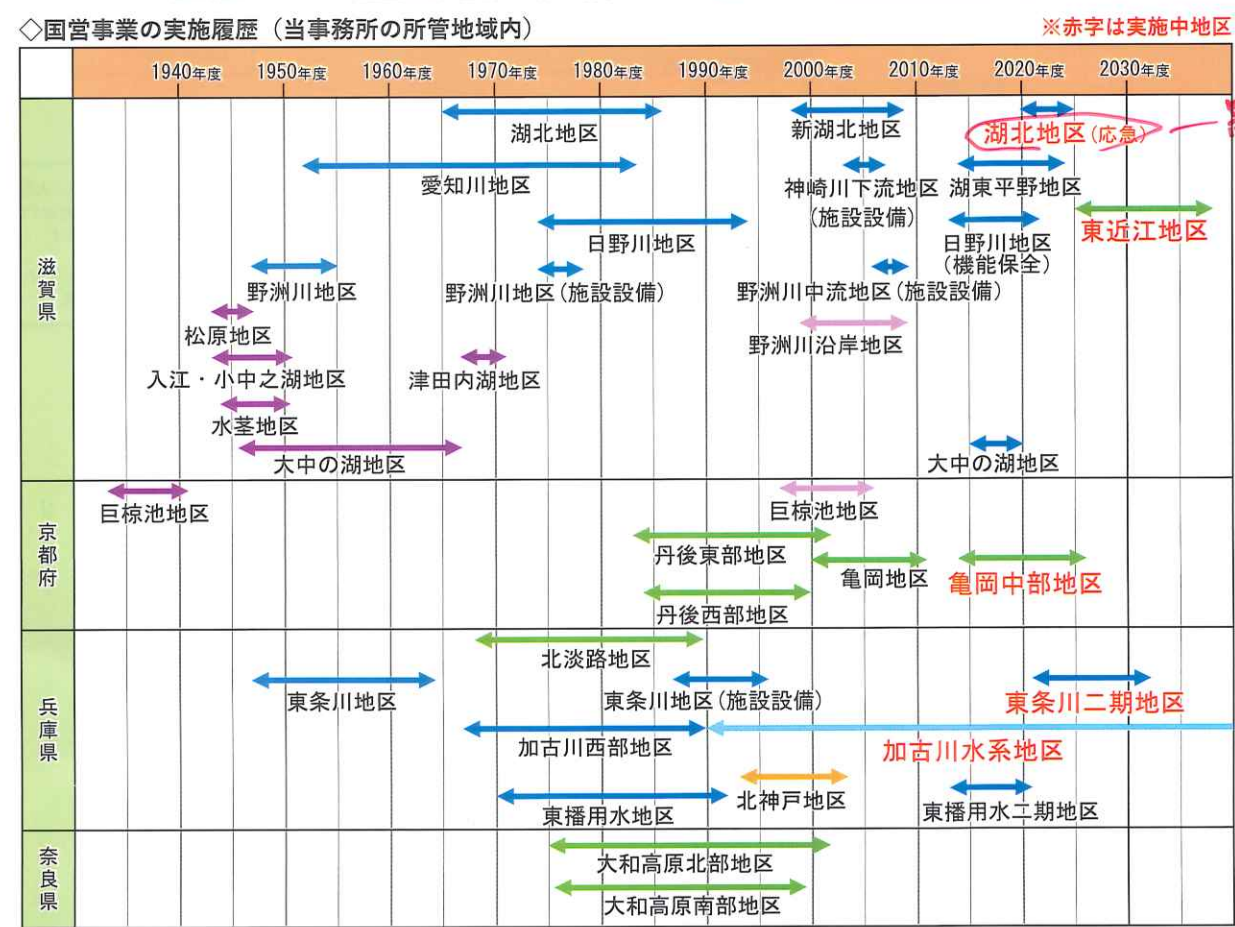 ◇国営事業の実施履歴（当事務所の所管地域内）
※赤字は実施中地区
1940年度 1950年度 1960年度 1970年度 1980年度 1990年度 2000年度 2010年度 2020年度 2030年度
滋賀県
湖北地区
新湖北地区
湖北地区(応急)
愛知川地区
神崎川下流地区
(施設設備)
湖東平野地区
日野川地区
日野川地区
(機能保全)
東近江地区
野洲川地区
野洲川地区(施設設備)
野洲川中流地区(施設設備)
松原地区
野洲川沿岸地区
入江・小中之湖地区
津田内湖地区
水茎地区
大中の湖地区
大中の湖地区
京都府
巨椋池地区
巨椋池地区
丹後東部地区
亀岡地区
亀岡中部地区
丹後西部地区
兵庫県
北淡路地区
東条川地区
東条川地区(施設設備)
東条川二期地区
加古川西部地区
加古川水系地区
北神戸地区
東播用水地区
東播用水二期地区
奈良県
大和高原北部地区
大和高原南部地区